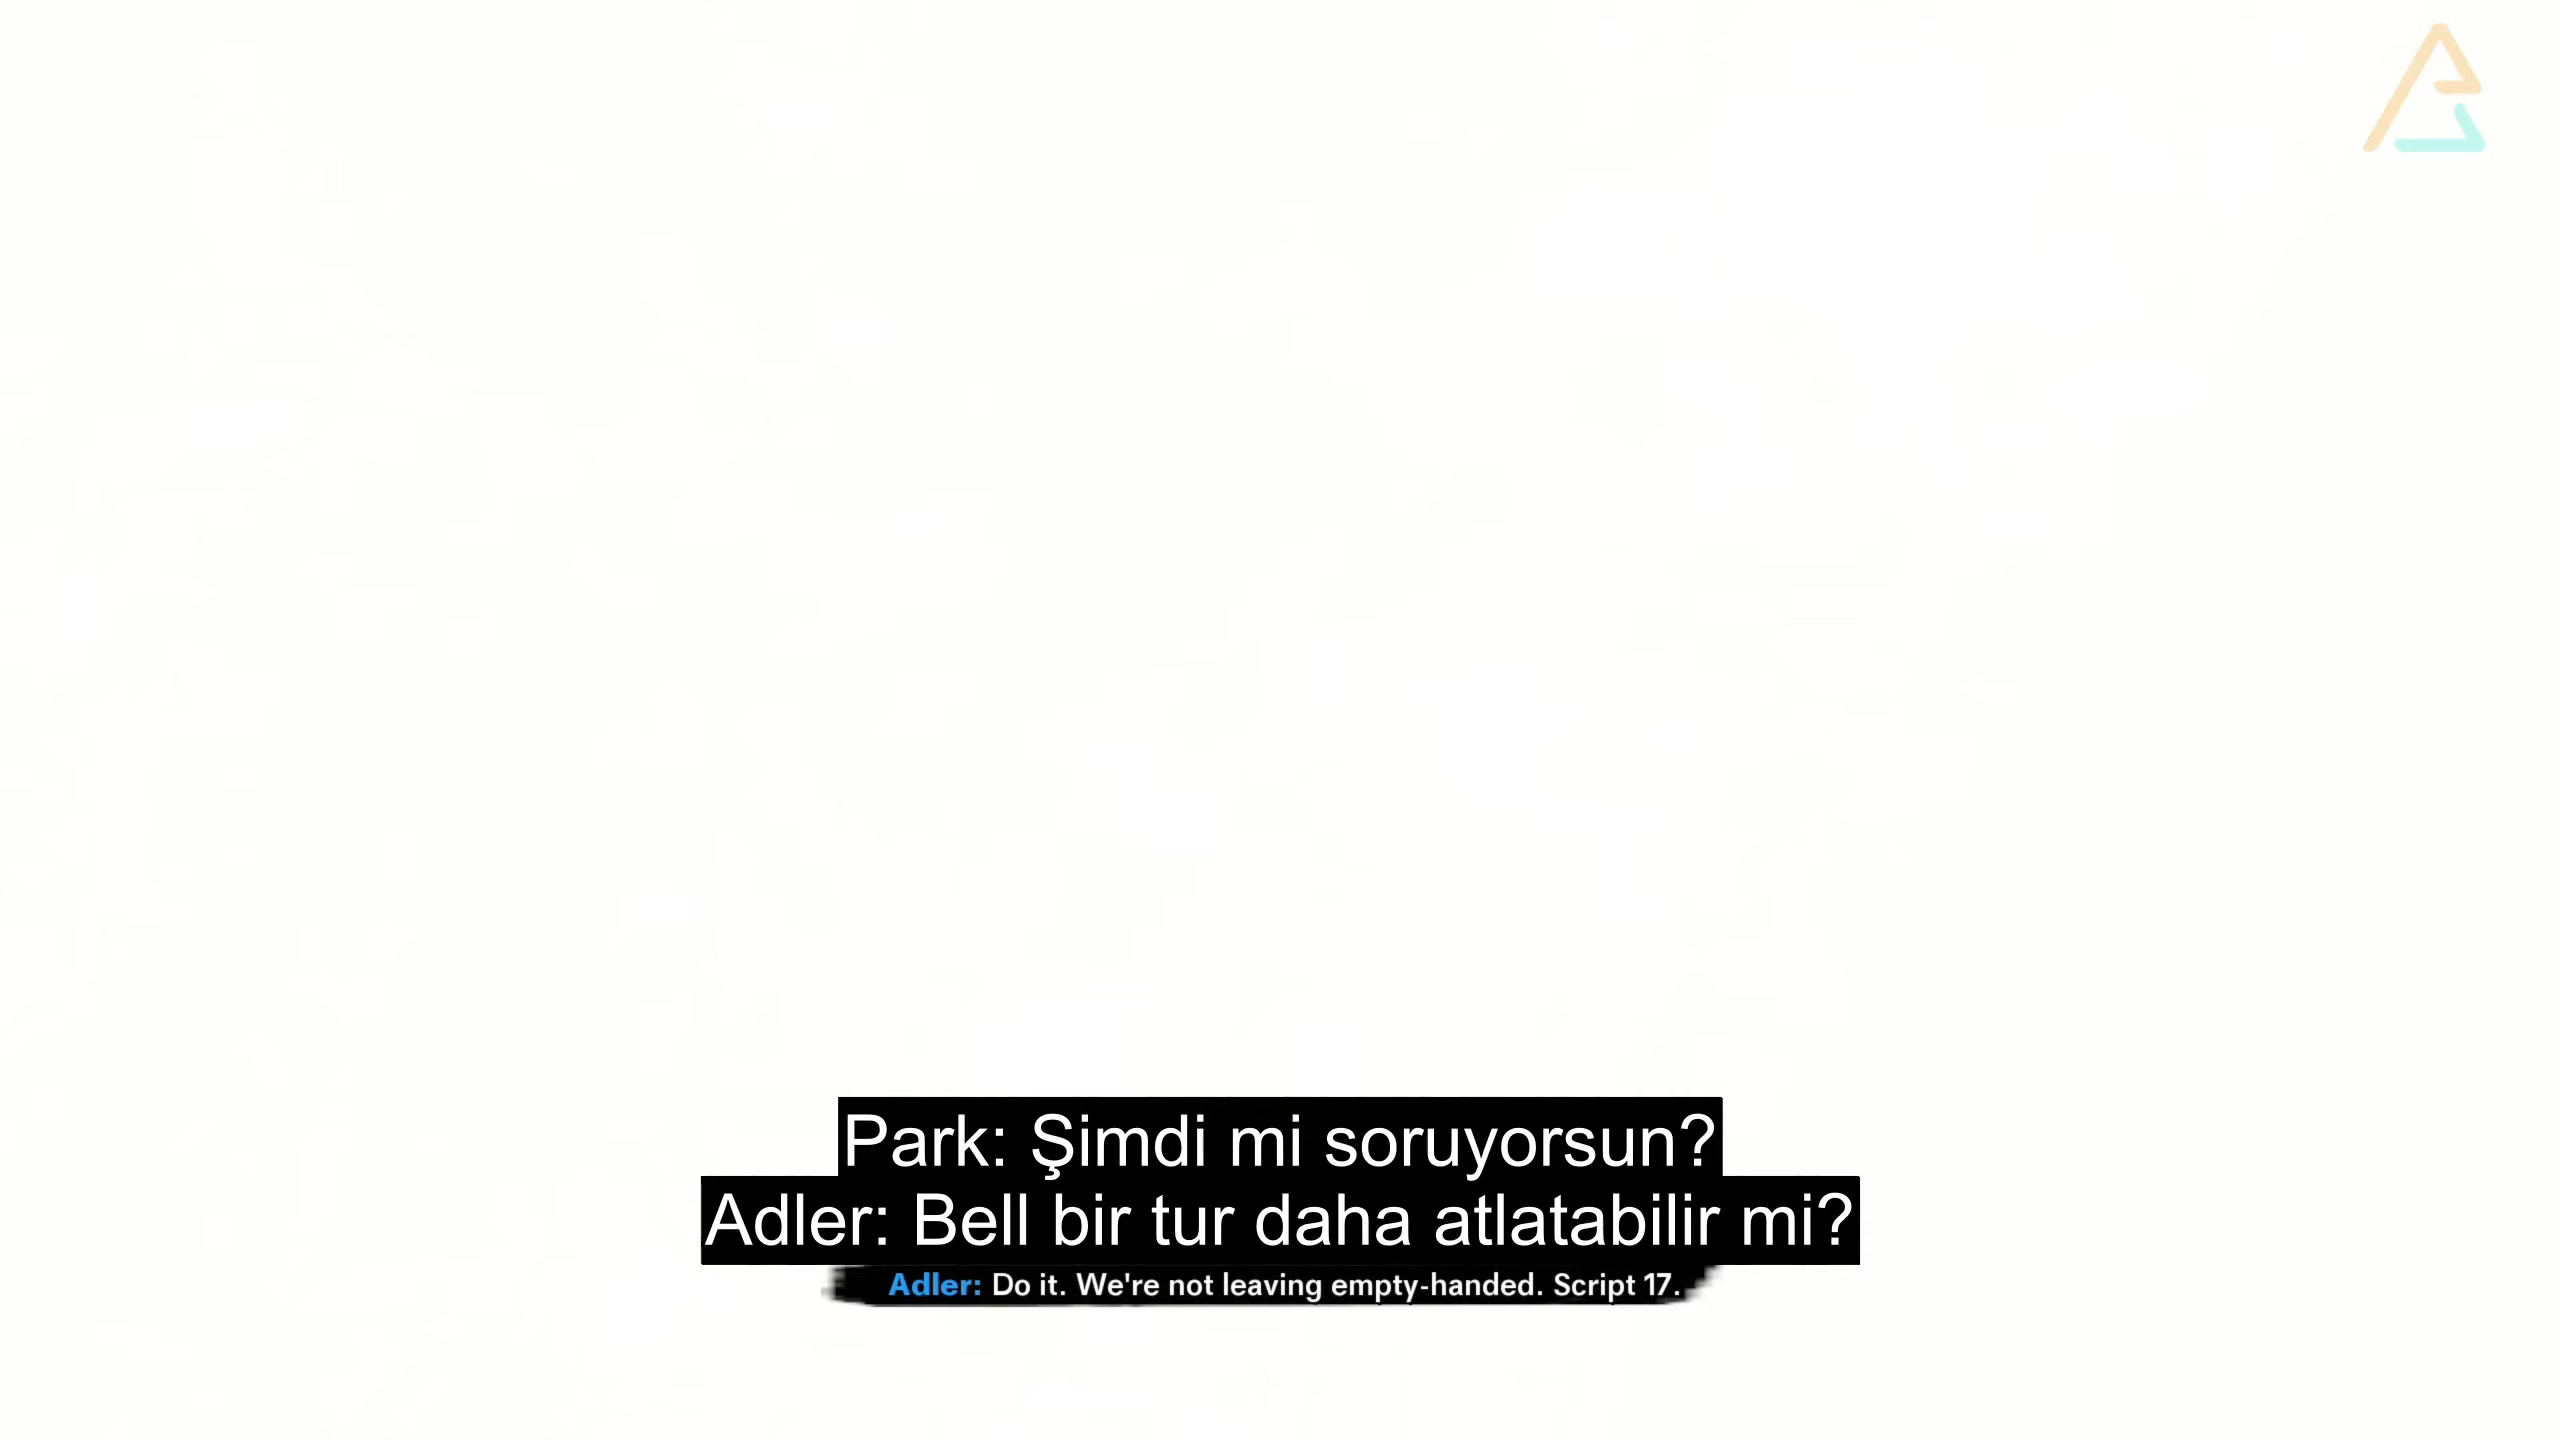 Park: Şimdi mi soruyorsun?
Adler: Bell bir tur daha atlatabilir mi?
Adler: Do it. We're not leaving empty-handed. Script 17.